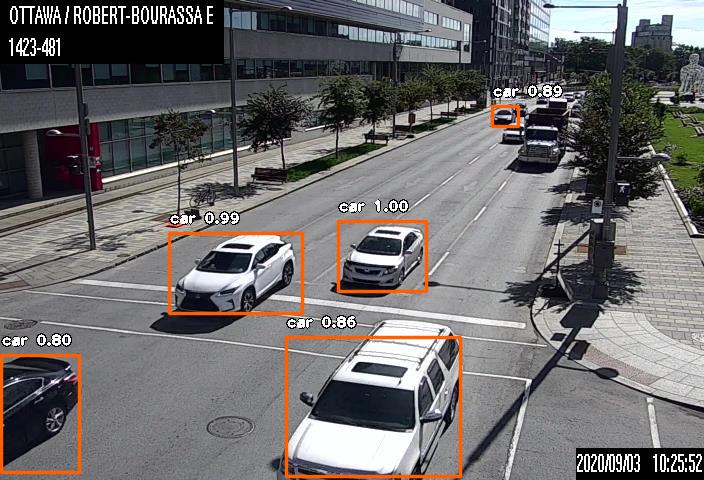 OTTAWA / ROBERT-BOURASSA E
1423-481
car 0.89
car 1.00
car 0.99
car 0.86
car 0.80
2020/09/03 10:25:52